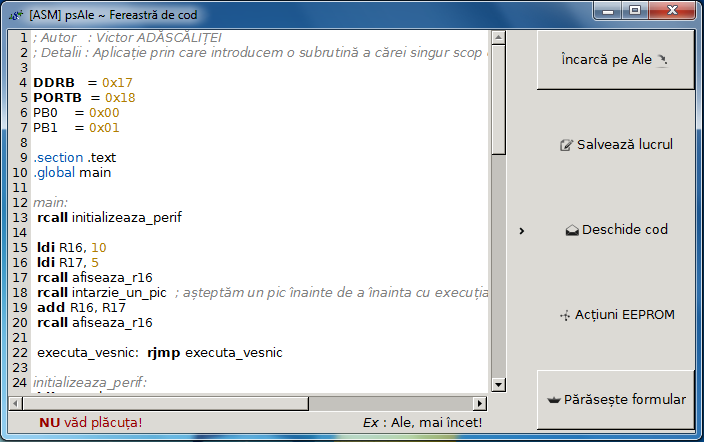 [ASM] psAle ~ Fereastră de cod
1 ; Autor : Victor ADĂSCĂLIȚEI
2 ; Detalii : Aplicație prin care introducem o subrutină a cărei singur scop
3
4 DDRB = 0x17
5 PORTB = 0x18
6 PB0 = 0x00
7 PB1 = 0x01
8
9 .section .text
10 .global main
11
12 main:
13 rcall initializeaza_perif
14
15 ldi R16, 10
16 ldi R17, 5
17 rcall afiseaza_r16
18 rcall intarzie_un_pic ; așteptăm un pic înainte de a înainta cu execuția
19 add R16, R17
20 rcall afiseaza_r16
21
22 executa_vesnic: rjmp executa_vesnic
23
24 initializeaza_perif:
NU văd plăcuța!
Ex : Ale, mai încet!
Încarcă pe Ale
Salvează lucrul
Deschide cod
Acțiuni EEPROM
Părăsește formular